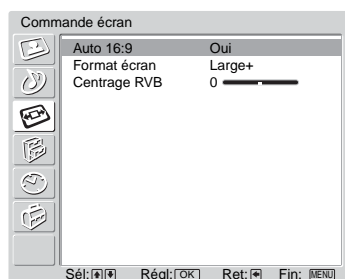 Commande écran
Auto 16:9 Oui
Format écran Large+
Centrage RVB 0
Sél: Régl: OK Ret: Fin: MENU